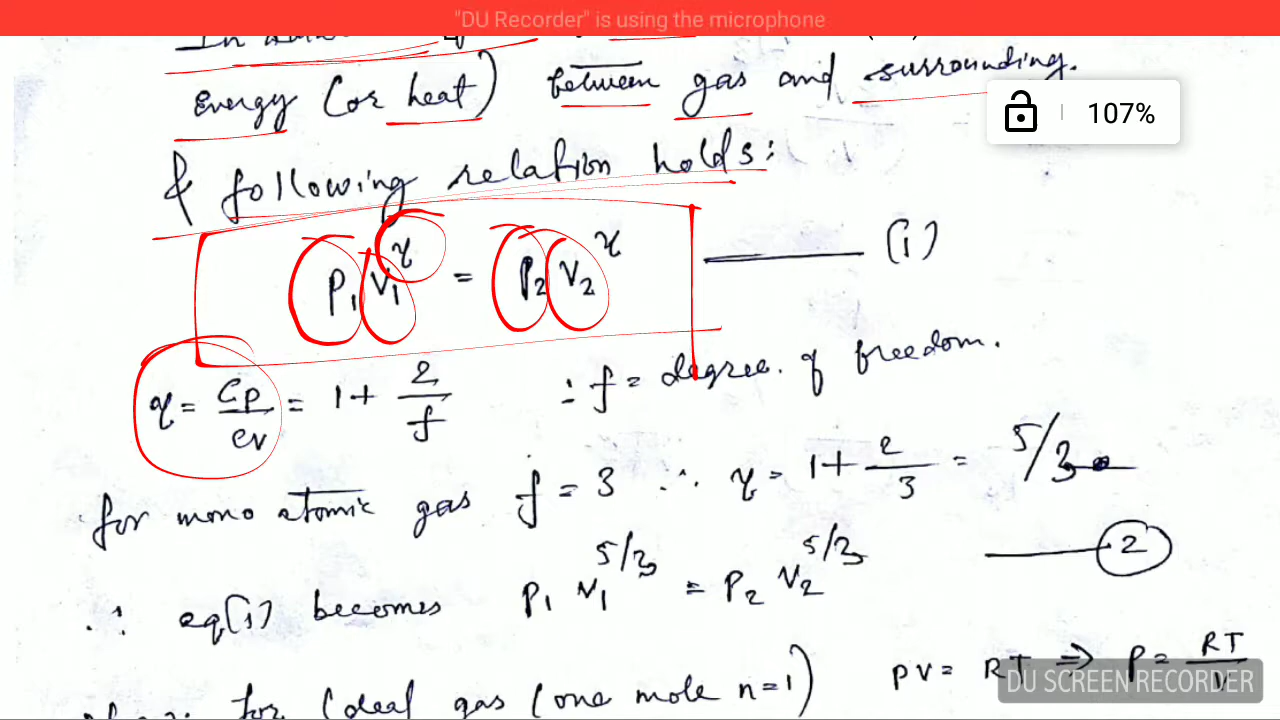 "DU Recorder" is using the microphone
In
Energy (or heat) between gas and surrounding.
107%
& following relation holds:
P₁V₁^γ = P₂V₂^γ ——— (1)
γ = Cp/Cv = 1+ 2/f ∴ f = degree. of freedom.
for mono atomic gas f = 3 ∴ γ = 1+ 2/3 = 5/3
∴ eq(1) becomes P₁ V₁^5/3 = P₂ V₂^5/3 ——— 2
for (deal gas (one mole n=1) PV = RT ⇒ P = RT/V
DU SCREEN RECORDER